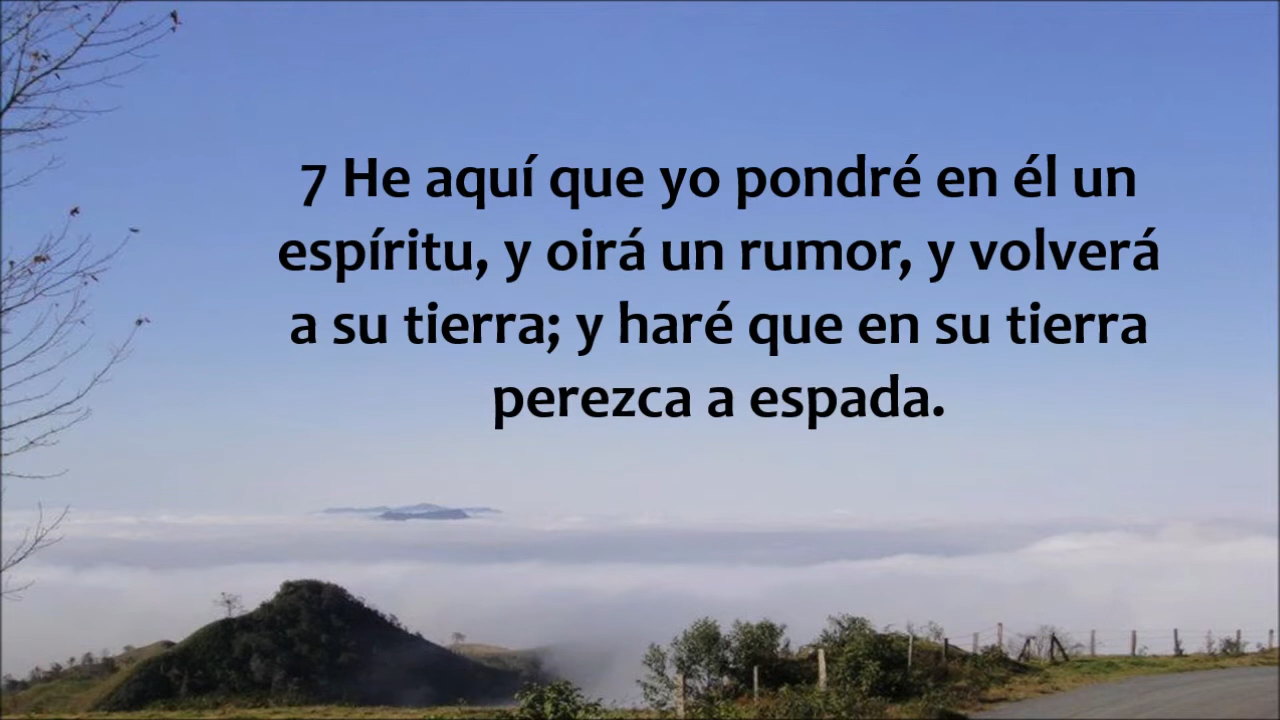 7 He aquí que yo pondré en él un
espíritu, y oirá un rumor, y volverá
a su tierra; y haré que en su tierra
perezca a espada.